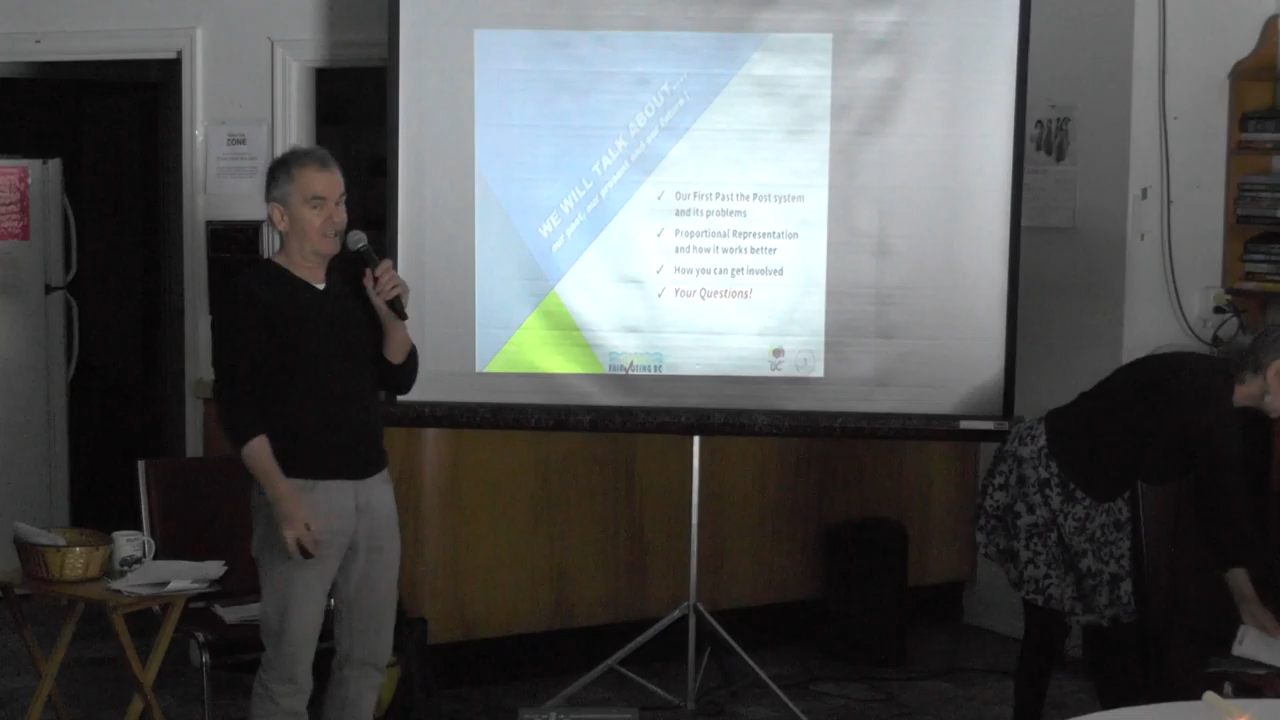 ZONE
WE WILL TALK ABOUT....
our past, our present and our future!
✓ Our First Past the Post system
and its problems
✓ Proportional Representation
and how it works better
✓ How you can get involved
✓ Your Questions!
FAIR VOTING BC
BC